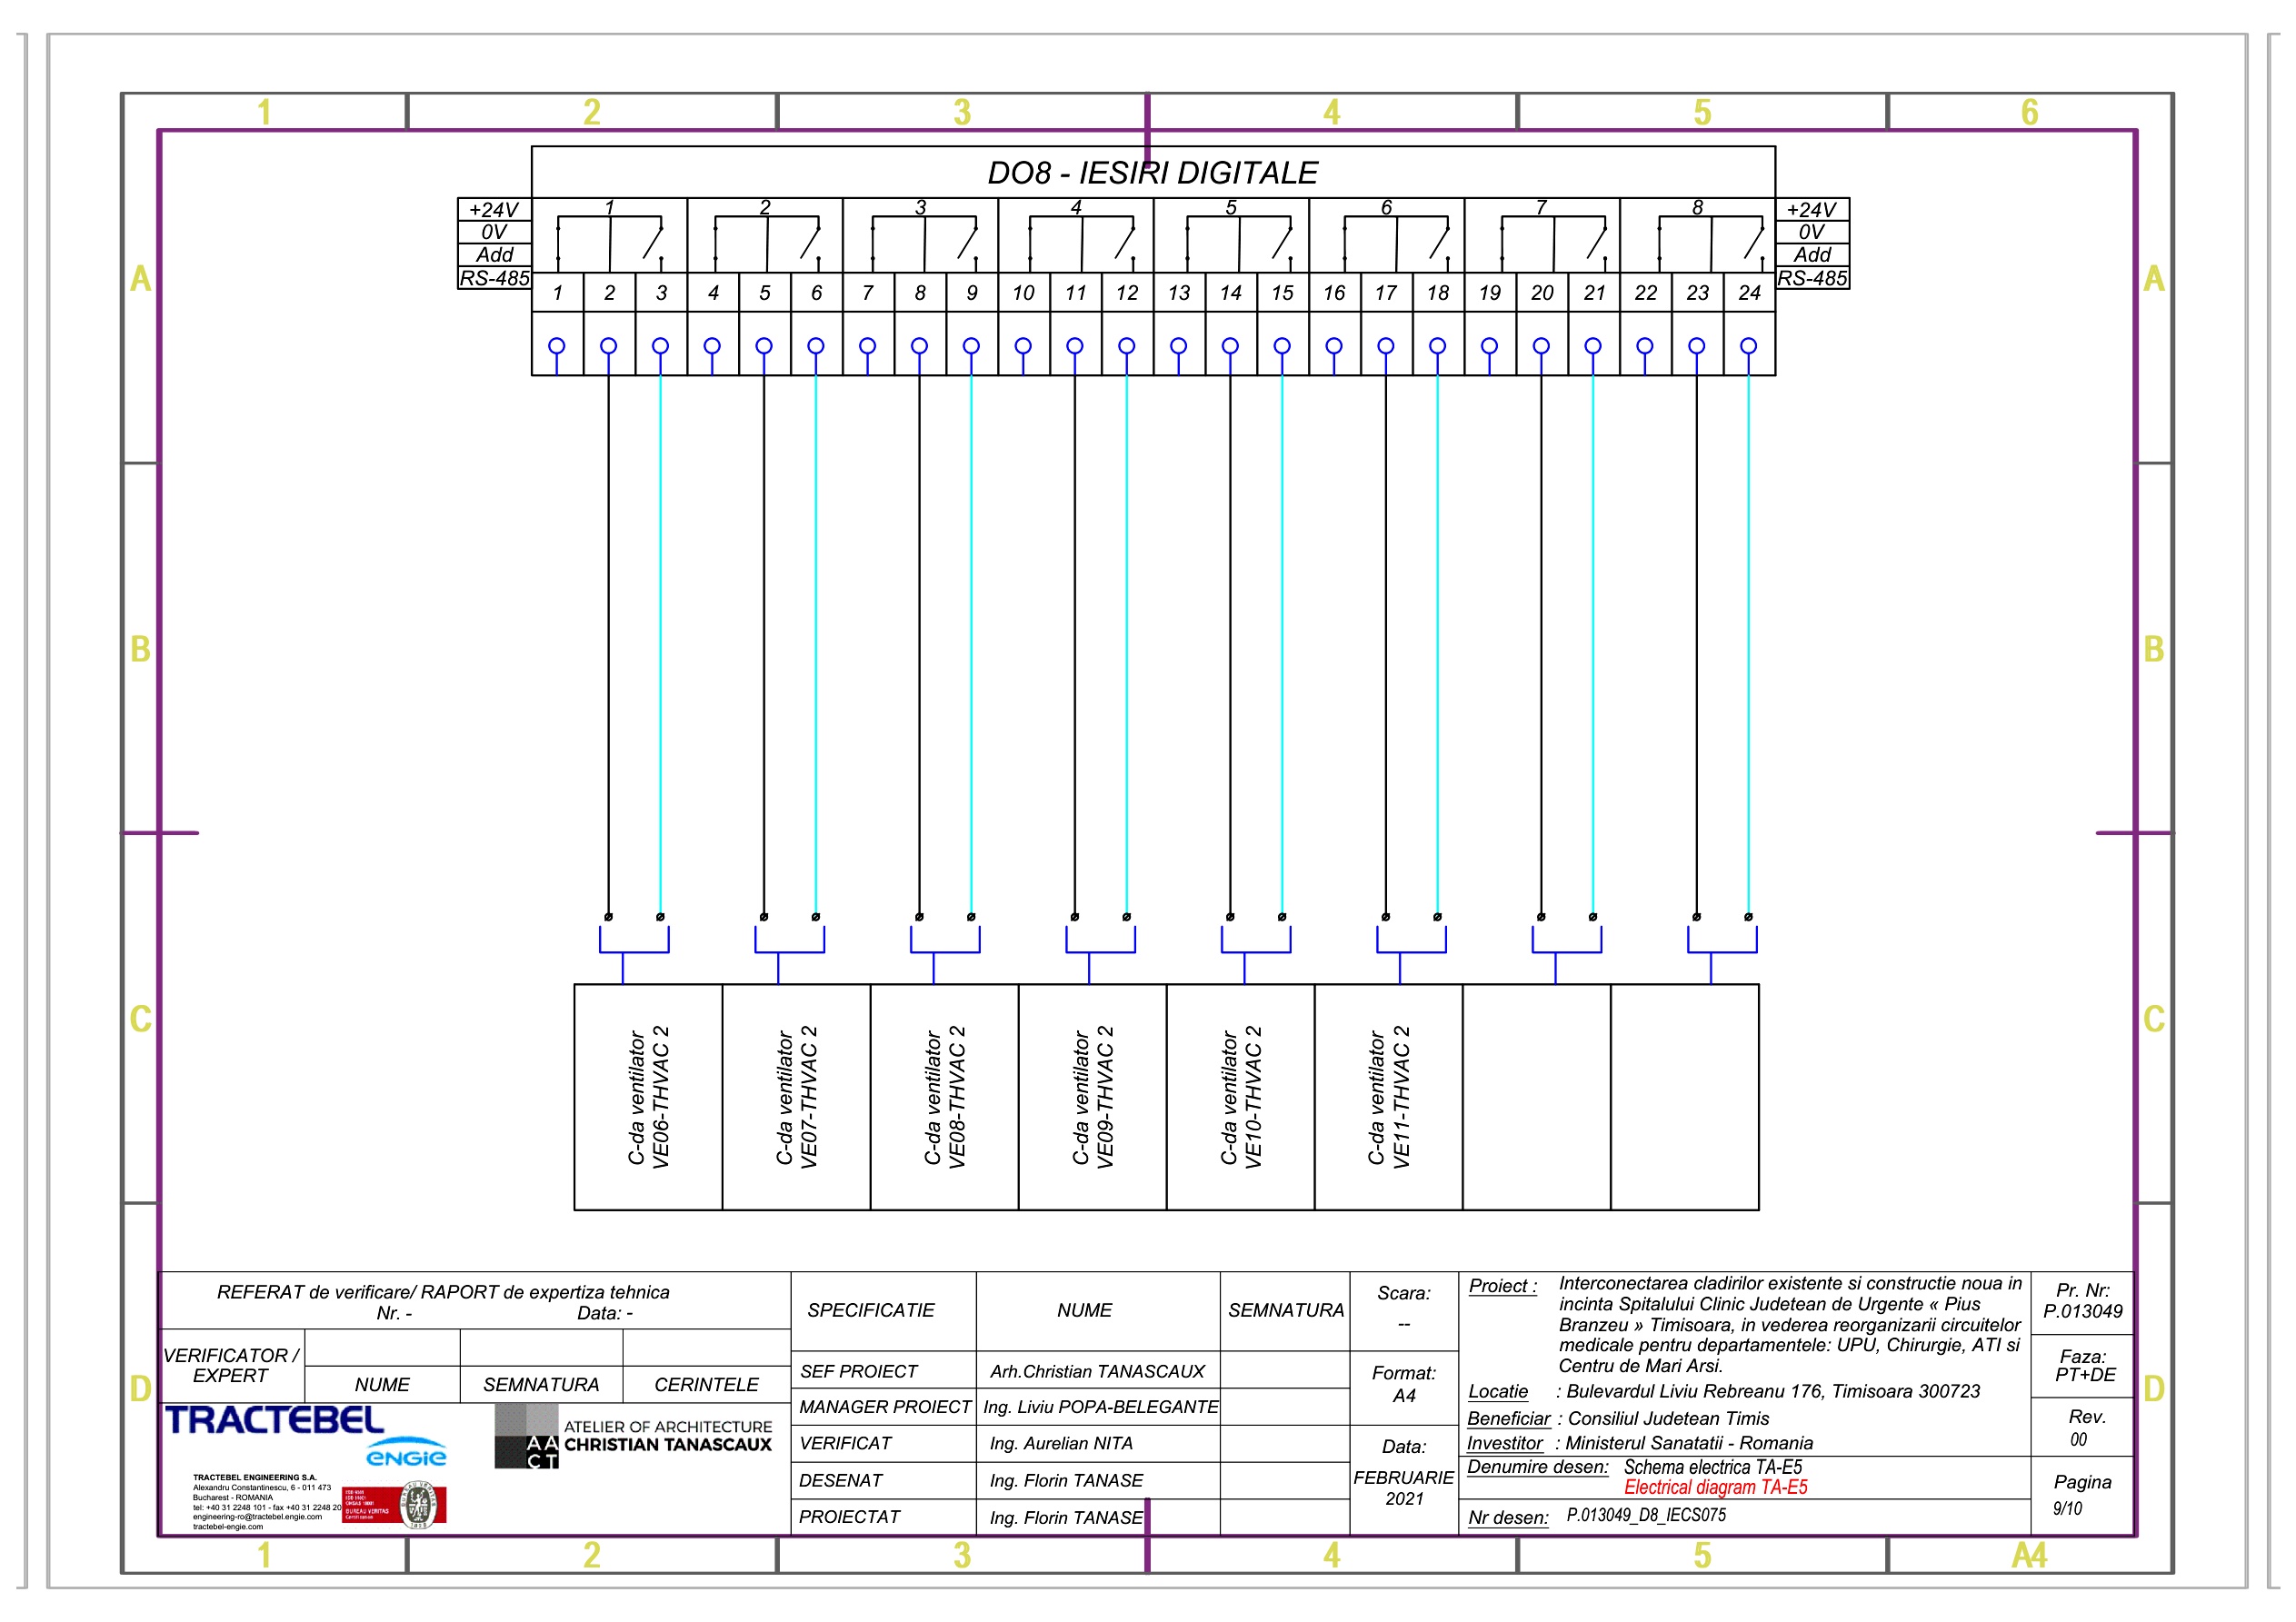 1 2 3 4 5 6
DO8 - IESIRI DIGITALE
+24V 1 2 3 4 5 6 7 8 +24V
0V 0V
Add Add
RS-485 1 2 3 4 5 6 7 8 9 10 11 12 13 14 15 16 17 18 19 20 21 22 23 24 RS-485
A A
B B
C C
C-da ventilator
VE06-THVAC 2
C-da ventilator
VE07-THVAC 2
C-da ventilator
VE08-THVAC 2
C-da ventilator
VE09-THVAC 2
C-da ventilator
VE10-THVAC 2
C-da ventilator
VE11-THVAC 2
D D
REFERAT de verificare/ RAPORT de expertiza tehnica
Nr. - Data: -
VERIFICATOR /
EXPERT
NUME SEMNATURA CERINTELE
TRACTEBEL
ENGIE
AACT
ATELIER OF ARCHITECTURE
CHRISTIAN TANASCAUX
TRACTEBEL ENGINEERING S.A.
Alexandru Constantinescu, 6 - 011 473
Bucharest - ROMANIA
tel: +40 31 2248 101 - fax +40 31 2248 20
engineering-ro@tractebel.engie.com
tractebel-engie.com
BUREAU VERITAS
SPECIFICATIE NUME SEMNATURA
SEF PROIECT Arh.Christian TANASCAUX
MANAGER PROIECT Ing. Liviu POPA-BELEGANTE
VERIFICAT Ing. Aurelian NITA
DESENAT Ing. Florin TANASE
PROIECTAT Ing. Florin TANASE
Scara:
--
Format:
A4
Data:
FEBRUARIE
2021
Proiect : Interconectarea cladirilor existente si constructie noua in
incinta Spitalului Clinic Judetean de Urgente « Pius
Branzeu » Timisoara, in vederea reorganizarii circuitelor
medicale pentru departamentele: UPU, Chirurgie, ATI si
Centru de Mari Arsi.
Locatie : Bulevardul Liviu Rebreanu 176, Timisoara 300723
Beneficiar : Consiliul Judetean Timis
Investitor : Ministerul Sanatatii - Romania
Denumire desen: Schema electrica TA-E5
Electrical diagram TA-E5
Nr desen: P.013049_D8_IECS075
Pr. Nr:
P.013049
Faza:
PT+DE
Rev.
00
Pagina
9/10
1 2 3 4 5 A4